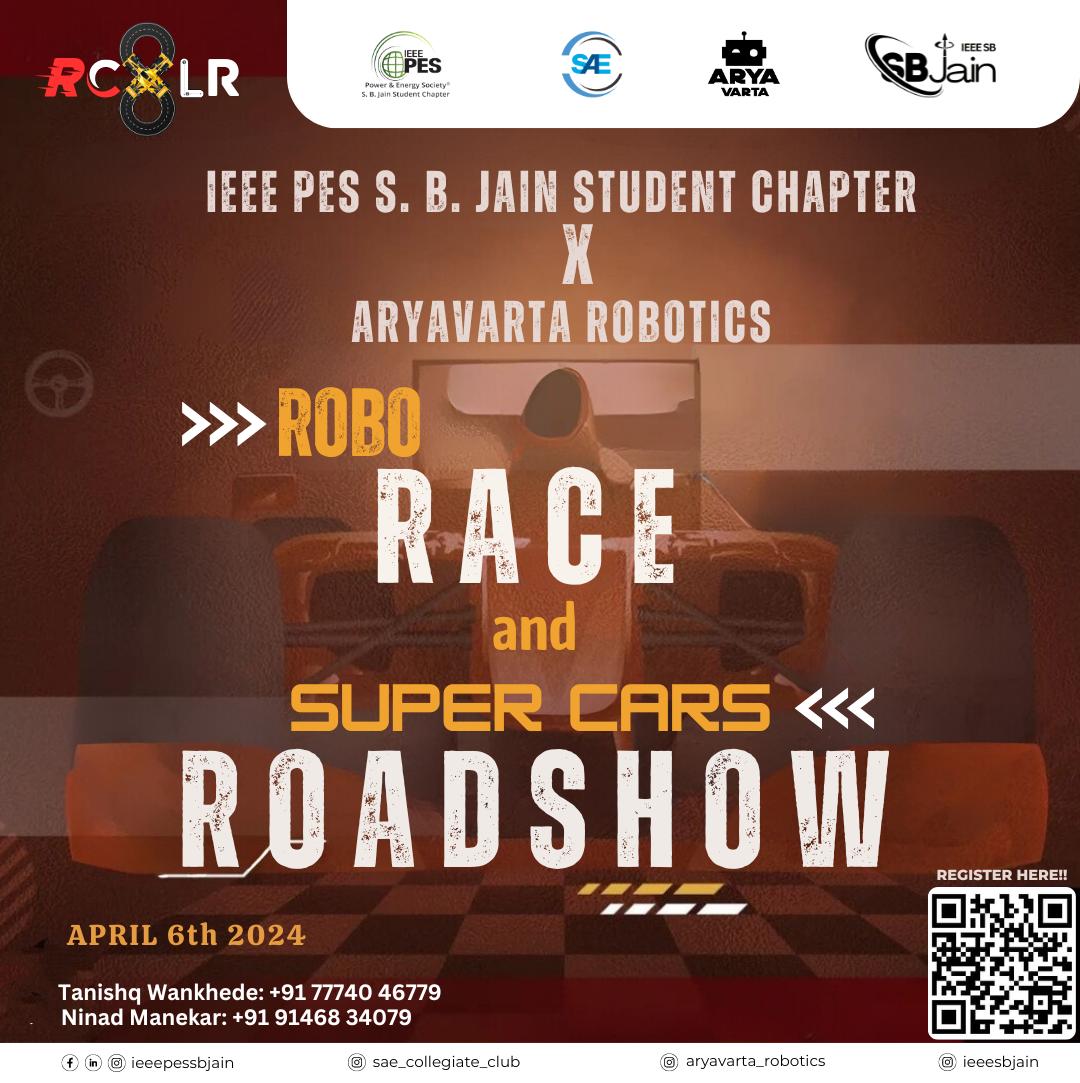 RCXLR
IEEE
PES
Power & Energy Society®
S. B. Jain Student Chapter
SAE
ARYA
VARTA
IEEE SB
SBJain
IEEE PES S. B. JAIN STUDENT CHAPTER
X
ARYAVARTA ROBOTICS
>>> ROBO
RACE
and
SUPER CARS <<<
ROADSHOW
REGISTER HERE!!
APRIL 6th 2024
Tanishq Wankhede: +91 77740 46779
Ninad Manekar: +91 91468 34079
ieeepessbjain
sae_collegiate_club
aryavarta_robotics
ieeesbjain